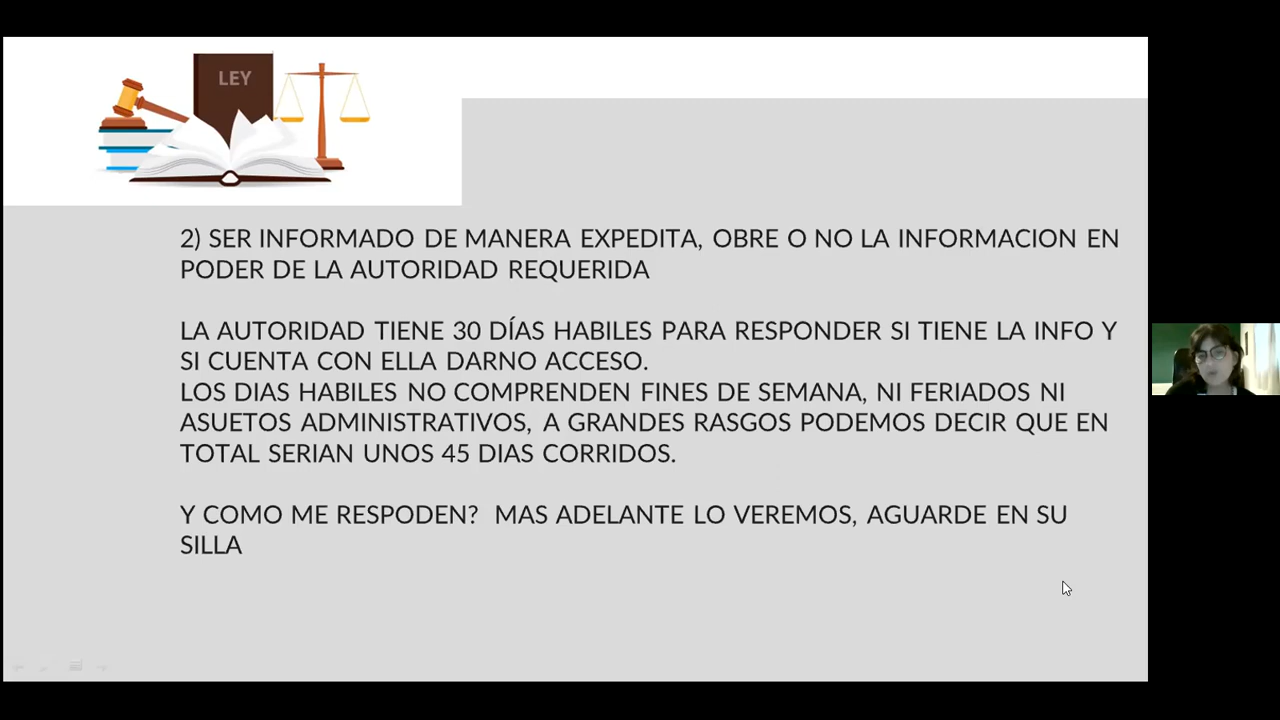 LEY
2) SER INFORMADO DE MANERA EXPEDITA, OBRE O NO LA INFORMACION EN
PODER DE LA AUTORIDAD REQUERIDA
LA AUTORIDAD TIENE 30 DÍAS HABILES PARA RESPONDER SI TIENE LA INFO Y
SI CUENTA CON ELLA DARNO ACCESO.
LOS DIAS HABILES NO COMPRENDEN FINES DE SEMANA, NI FERIADOS NI
ASUETOS ADMINISTRATIVOS, A GRANDES RASGOS PODEMOS DECIR QUE EN
TOTAL SERIAN UNOS 45 DIAS CORRIDOS.
Y COMO ME RESPODEN?  MAS ADELANTE LO VEREMOS, AGUARDE EN SU
SILLA